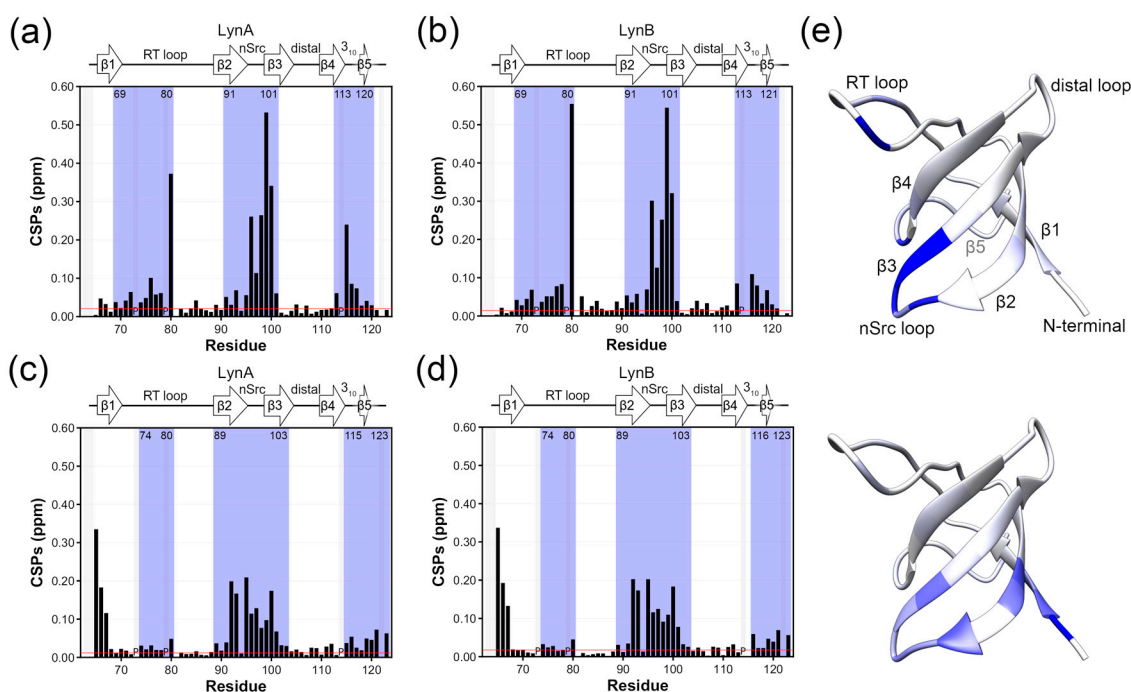 (a)
LynA
RT loop
nSrc
distal
3₁₀
β1
β2
β3
β4
β5
69
80
91
101
113
120
CSPs (ppm)
0.60
0.50
0.40
0.30
0.20
0.10
0.00
P
P
P
70
80
90
100
110
120
Residue
(b)
LynB
RT loop
nSrc
distal
3₁₀
β1
β2
β3
β4
β5
69
80
91
101
113
121
CSPs (ppm)
0.60
0.50
0.40
0.30
0.20
0.10
0.00
P
P
P
70
80
90
100
110
120
Residue
(e)
RT loop
distal loop
β4
β1
β5
β3
β2
nSrc loop
N-terminal
(c)
LynA
RT loop
nSrc
distal
3₁₀
β1
β2
β3
β4
β5
74
80
89
103
115
123
CSPs (ppm)
0.60
0.50
0.40
0.30
0.20
0.10
0.00
P
P
P
70
80
90
100
110
120
Residue
(d)
LynB
RT loop
nSrc
distal
3₁₀
β1
β2
β3
β4
β5
74
80
89
103
116
123
CSPs (ppm)
0.60
0.50
0.40
0.30
0.20
0.10
0.00
P
P
P
70
80
90
100
110
120
Residue